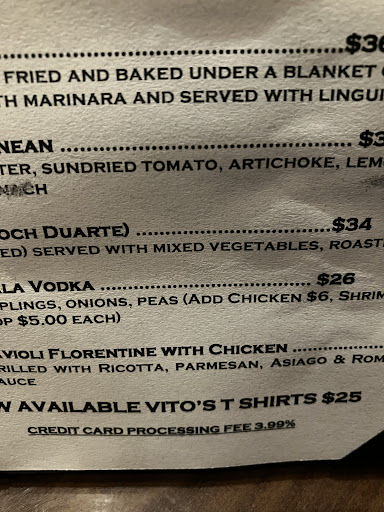 ...............................................................$36
FRIED AND BAKED UNDER A BLANKET
TH MARINARA AND SERVED WITH LINGUI
NEAN ............................................................ $3
TER, SUNDRIED TOMATO, ARTICHOKE, LEM
OCH DUARTE) ........................................$34
ED) SERVED WITH MIXED VEGETABLES, ROAST
LA VODKA ............................................ $26
PLINGS, ONIONS, PEAS (ADD CHICKEN $6, SHRIM
OP $5.00 EACH)
AVIOLI FLORENTINE WITH CHICKEN ..................
RILLED WITH RICOTTA, PARMESAN, ASIAGO & ROM
AUCE
W AVAILABLE VITO'S T SHIRTS $25
CREDIT CARD PROCESSING FEE 3.99%